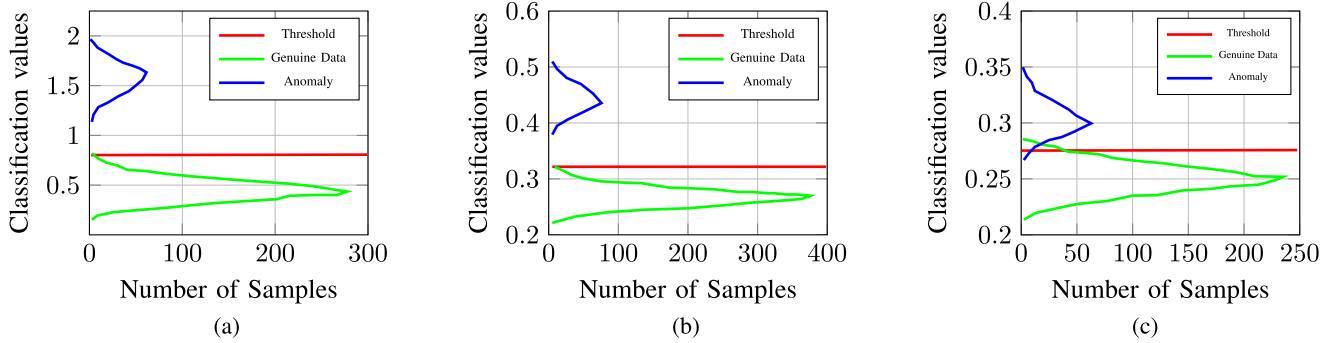 Classification values
2
1.5
1
0.5
0 100 200 300
Number of Samples
Threshold
Genuine Data
Anomaly
(a)
Classification values
0.6
0.5
0.4
0.3
0.2
0 100 200 300 400
Number of Samples
Threshold
Genuine Data
Anomaly
(b)
Classification values
0.4
0.35
0.3
0.25
0.2
0 50 100 150 200 250
Number of Samples
Threshold
Genuine Data
Anomaly
(c)